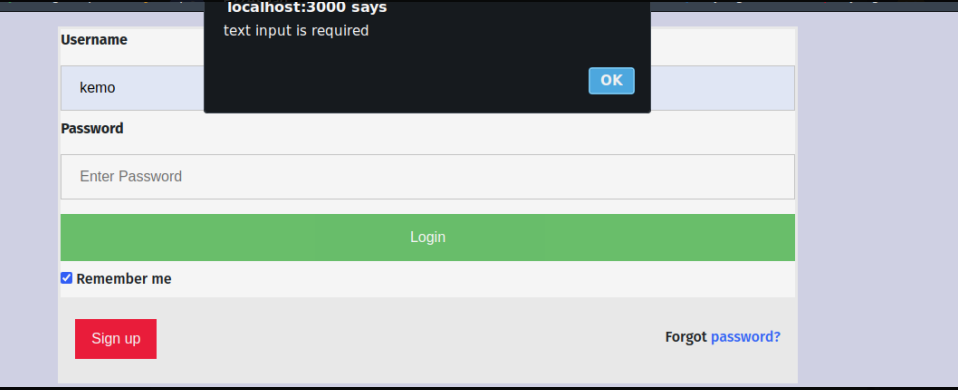 localhost:3000 says
text input is required
OK
Username
kemo
Password
Enter Password
Login
Remember me
Sign up
Forgot password?